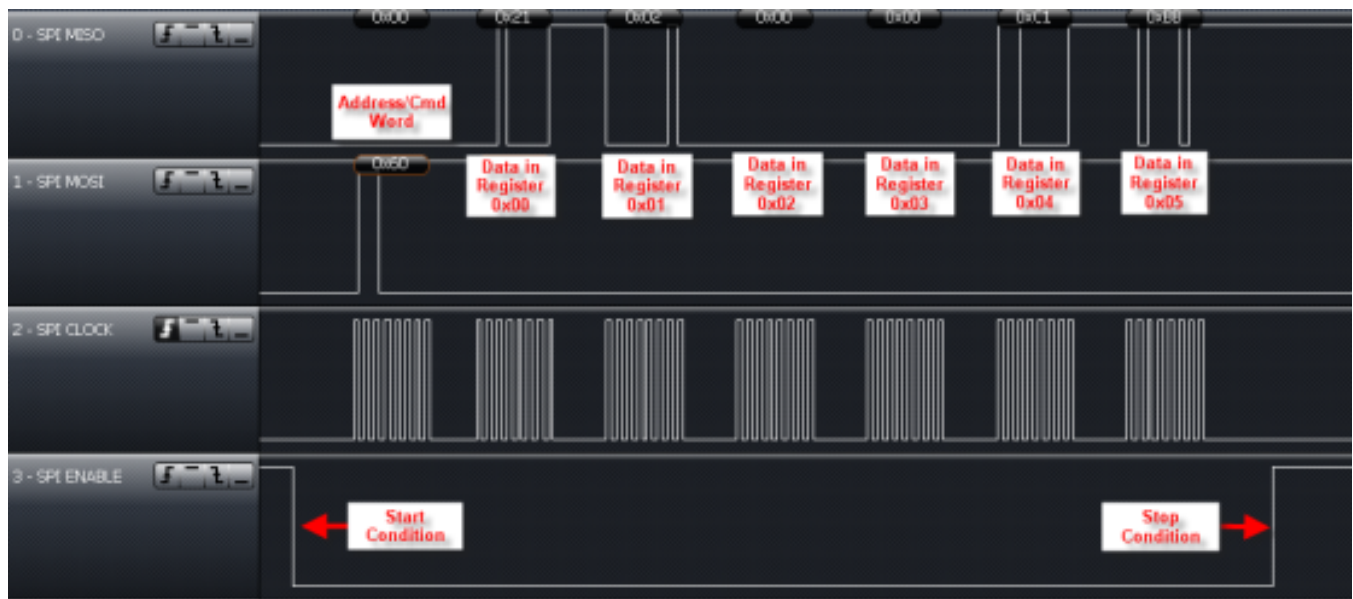 0x00
0x21
0x02
0x00
0x00
0xC1
0xBB
0 - SPI MISO
Address/Cmd
Word
0x60
1 - SPI MOSI
Data in
Register
0x00
Data in
Register
0x01
Data in
Register
0x02
Data in
Register
0x03
Data in
Register
0x04
Data in
Register
0x05
2 - SPI CLOCK
3 - SPI ENABLE
Start
Condition
Stop
Condition